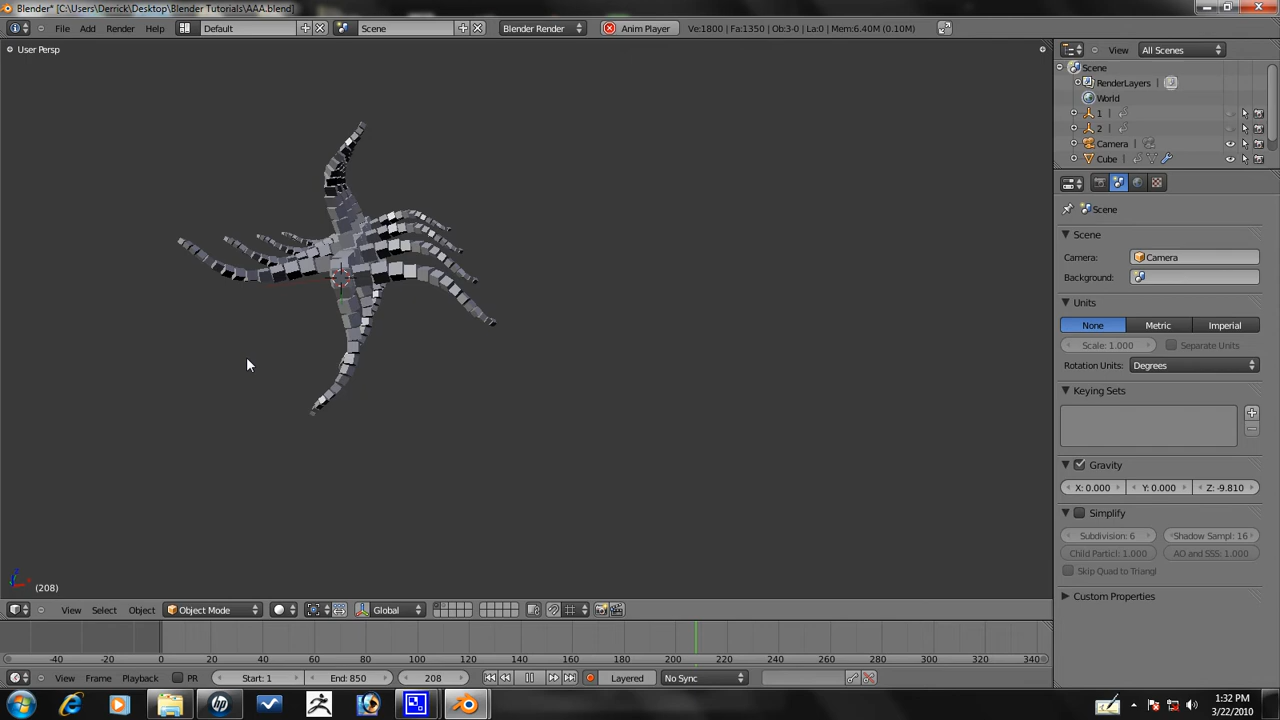 Blender* [C:\Users\Derrick\Desktop\Blender Tutorials\AAA.blend]
File Add Render Help Default Scene Blender Render Anim Player Ve:1800 | Fa:1350 | Ob:3-0 | La:0 | Mem:6.40M (0.10M)
User Persp
View All Scenes
Scene
RenderLayers
World
1
2
Camera
Cube
Scene
Scene
Camera: Camera
Background:
Units
None Metric Imperial
Scale: 1.000 Separate Units
Rotation Units: Degrees
Keying Sets
Gravity
X: 0.000 Y: 0.000 Z: -9.810
Simplify
Subdivision: 6 Shadow Sampl: 16
Child Particl: 1.000 AO and SSS: 1.000
Skip Quad to Triangl
Custom Properties
(208)
View Select Object Object Mode Global
-40 -20 0 20 40 60 80 100 120 140 160 180 200 220 240 260 280 300 320 340
View Frame Playback PR Start: 1 End: 850 208 Layered No Sync
1:32 PM
3/22/2010